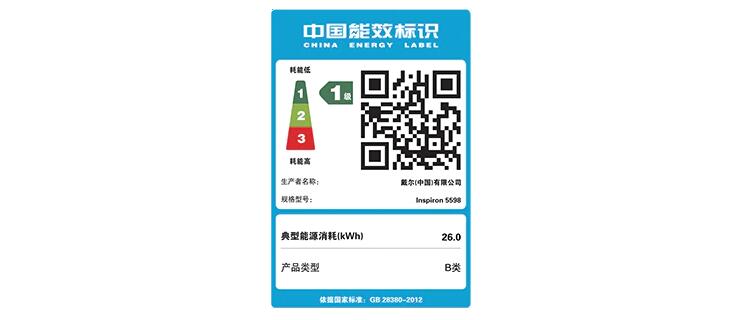 中国能效标识
CHINA ENERGY LABEL
耗能低
1
1级
2
3
耗能高
生产者名称： 戴尔(中国)有限公司
规格型号： Inspiron 5598
典型能源消耗(kWh) 26.0
产品类型 B类
依据国家标准：GB 28380-2012